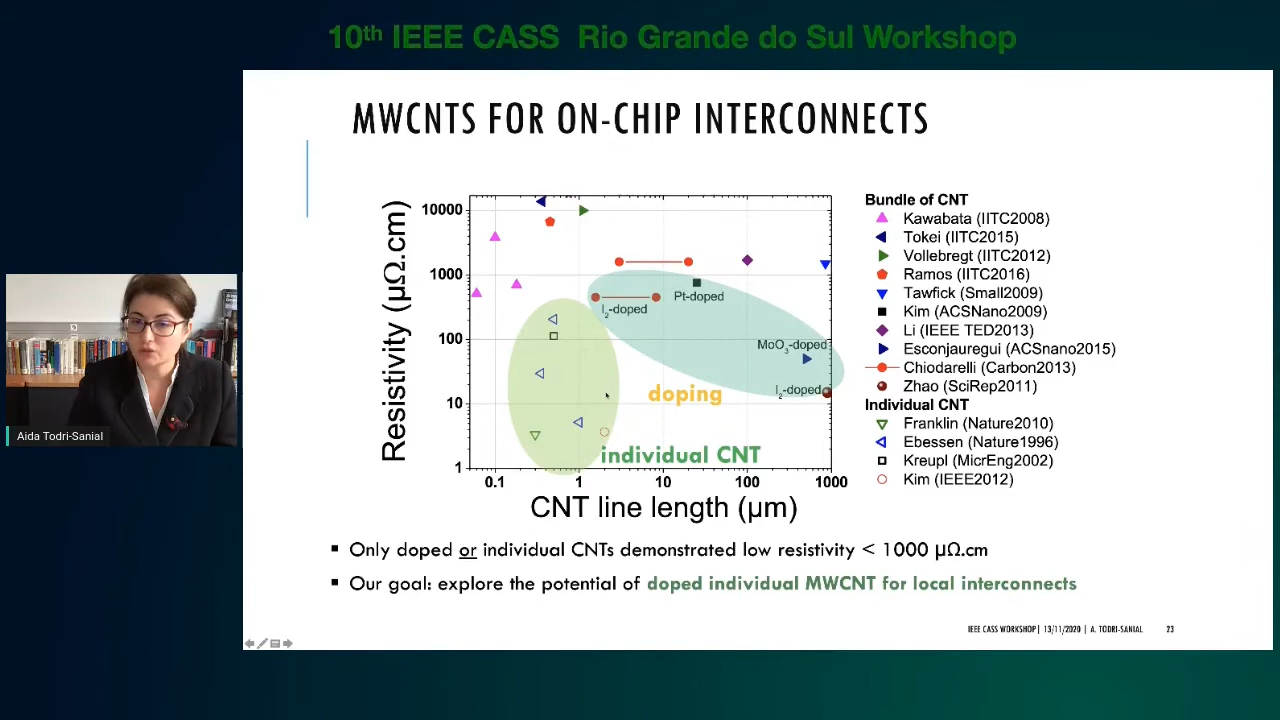 10th IEEE CASS Rio Grande do Sul Workshop
MWCNTS FOR ON-CHIP INTERCONNECTS
Resistivity (μΩ.cm)
10000
1000
100
10
1
I2-doped
Pt-doped
MoO3-doped
I2-doped
doping
individual CNT
0.1
1
10
100
1000
CNT line length (μm)
Bundle of CNT
Kawabata (IITC2008)
Tokei (IITC2015)
Vollebregt (IITC2012)
Ramos (IITC2016)
Tawfick (Small2009)
Kim (ACSNano2009)
Li (IEEE TED2013)
Esconjauregui (ACSnano2015)
Chiodarelli (Carbon2013)
Zhao (SciRep2011)
Individual CNT
Franklin (Nature2010)
Ebessen (Nature1996)
Kreupl (MicrEng2002)
Kim (IEEE2012)
Only doped or individual CNTs demonstrated low resistivity < 1000 μΩ.cm
Our goal: explore the potential of doped individual MWCNT for local interconnects
IEEE CASS WORKSHOP| 13/11/2020 | A. TODRI-SANIAL
23
Aida Todri-Sanial